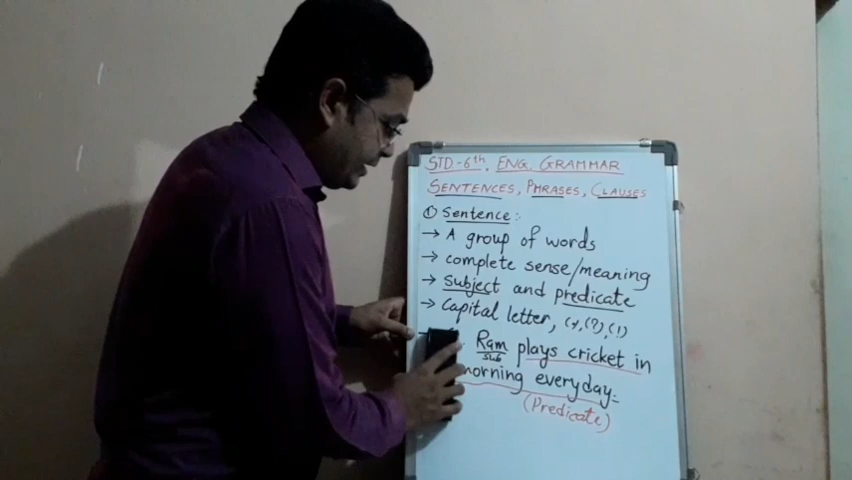 STD-6th. ENG. GRAMMAR
SENTENCES, PHRASES, CLAUSES
① Sentence:
→ A group of words
→ complete sense/meaning
→ Subject and predicate
→ Capital letter, (.), (?), (!)
Ram plays cricket in
sub
morning everyday.
(Predicate)